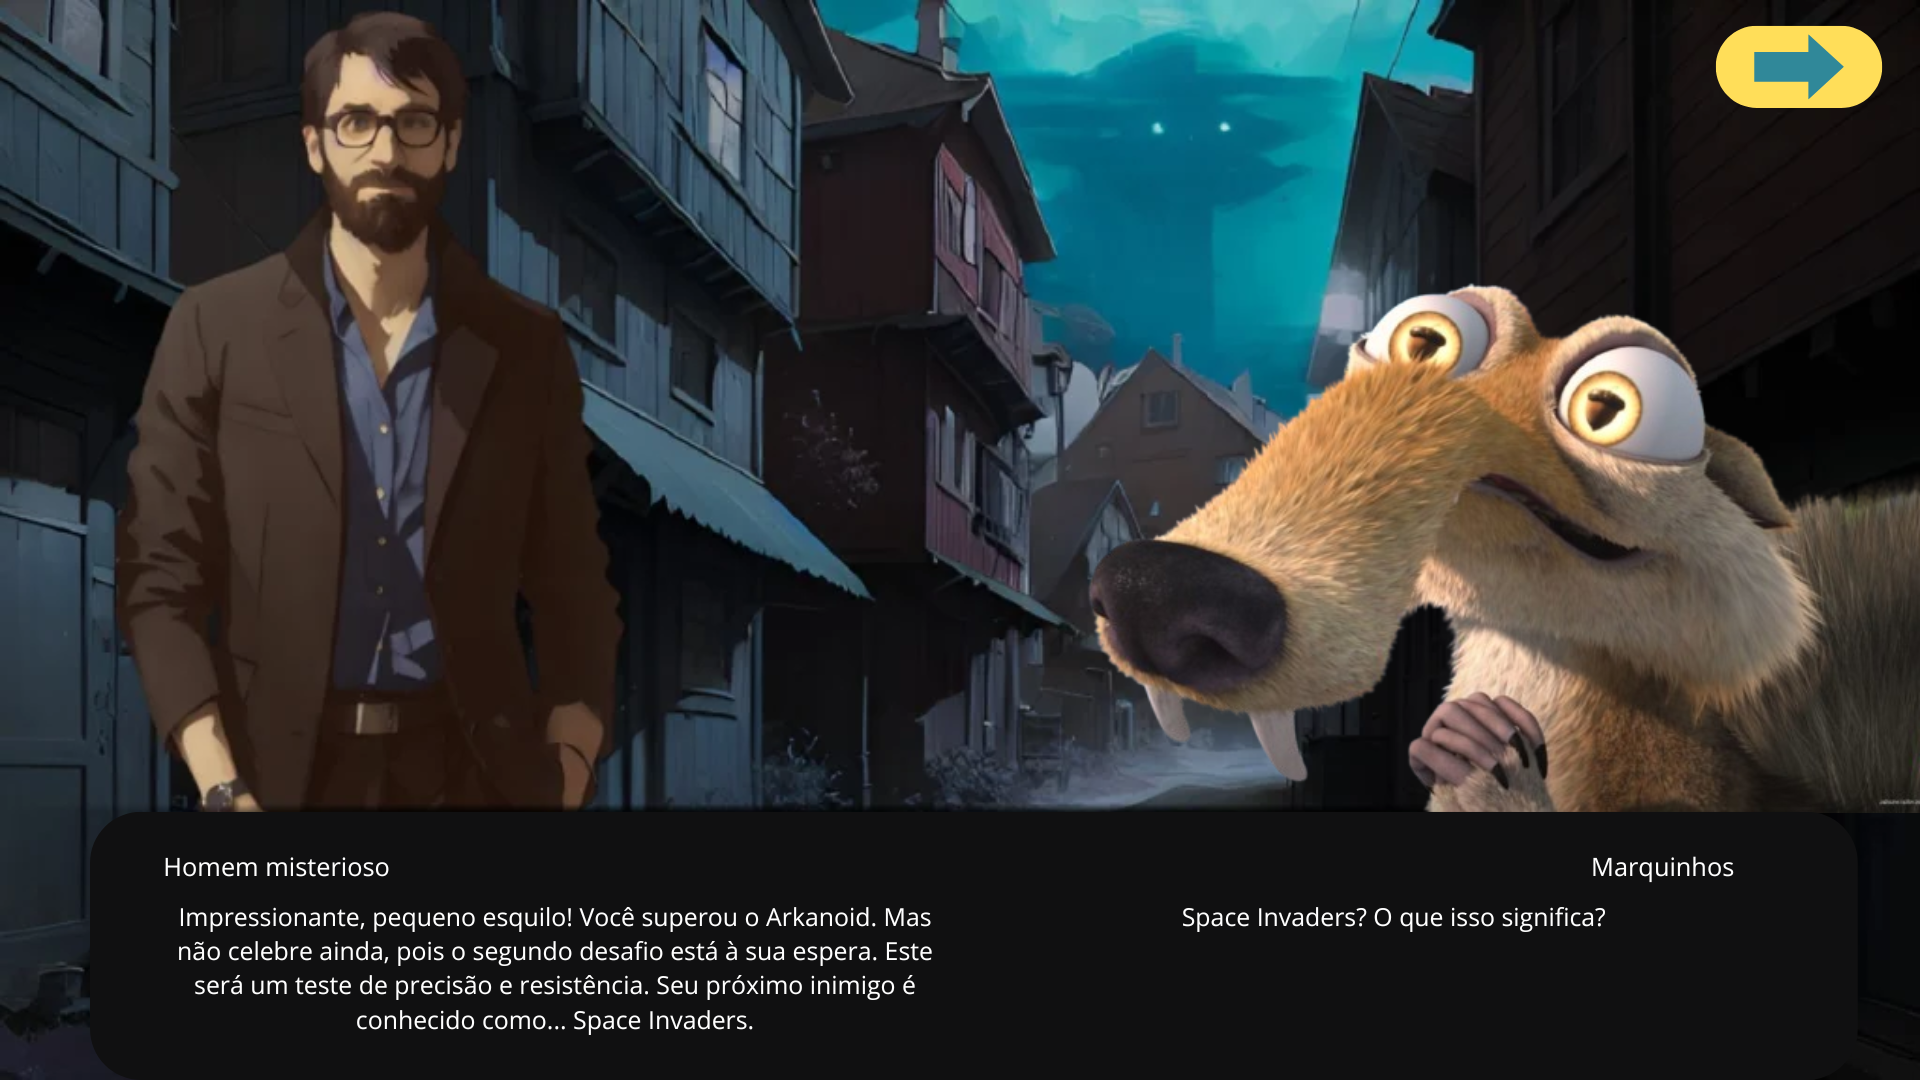 Homem misterioso
Impressionante, pequeno esquilo! Você superou o Arkanoid. Mas
não celebre ainda, pois o segundo desafio está à sua espera. Este
será um teste de precisão e resistência. Seu próximo inimigo é
conhecido como... Space Invaders.
Marquinhos
Space Invaders? O que isso significa?